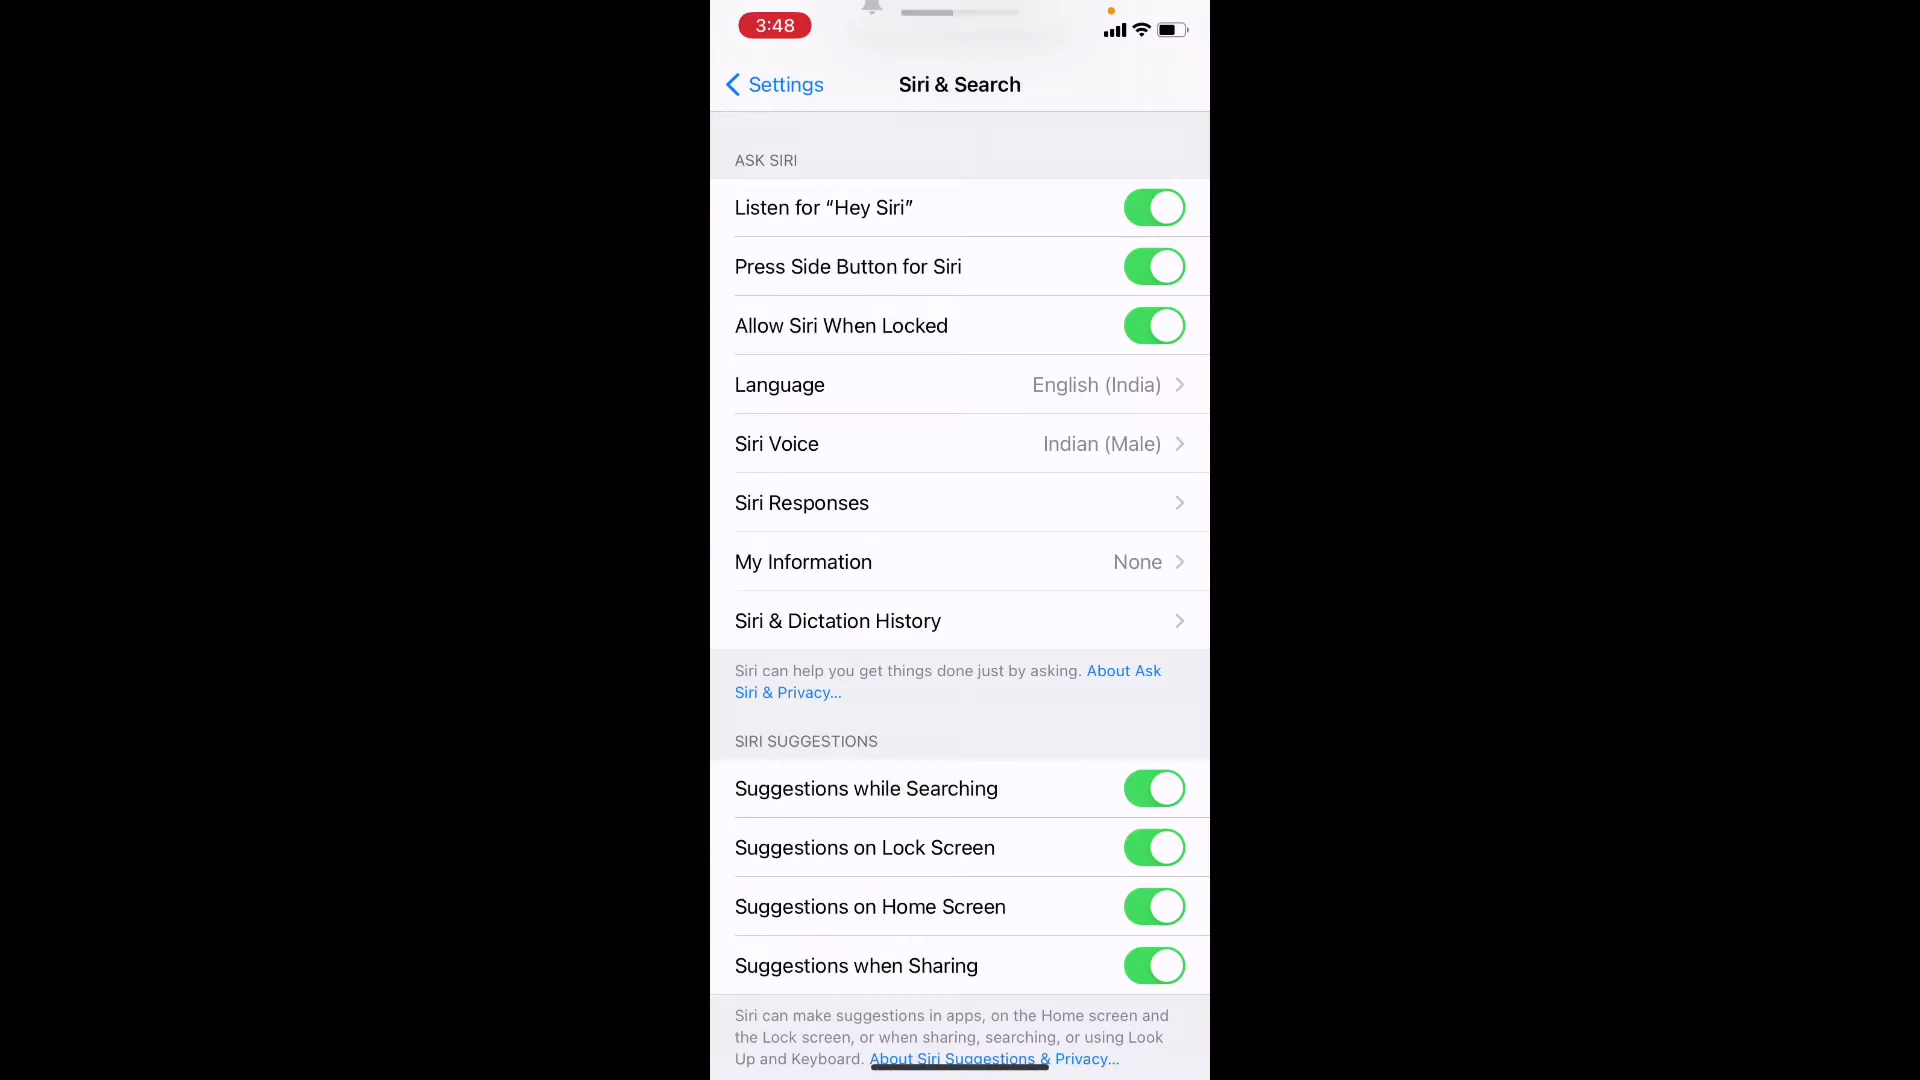 3:48
Settings
Siri & Search
ASK SIRI
Listen for “Hey Siri”
Press Side Button for Siri
Allow Siri When Locked
Language English (India)
Siri Voice Indian (Male)
Siri Responses
My Information None
Siri & Dictation History
Siri can help you get things done just by asking. About Ask
Siri & Privacy...
SIRI SUGGESTIONS
Suggestions while Searching
Suggestions on Lock Screen
Suggestions on Home Screen
Suggestions when Sharing
Siri can make suggestions in apps, on the Home screen and
the Lock screen, or when sharing, searching, or using Look
Up and Keyboard. About Siri Suggestions & Privacy...